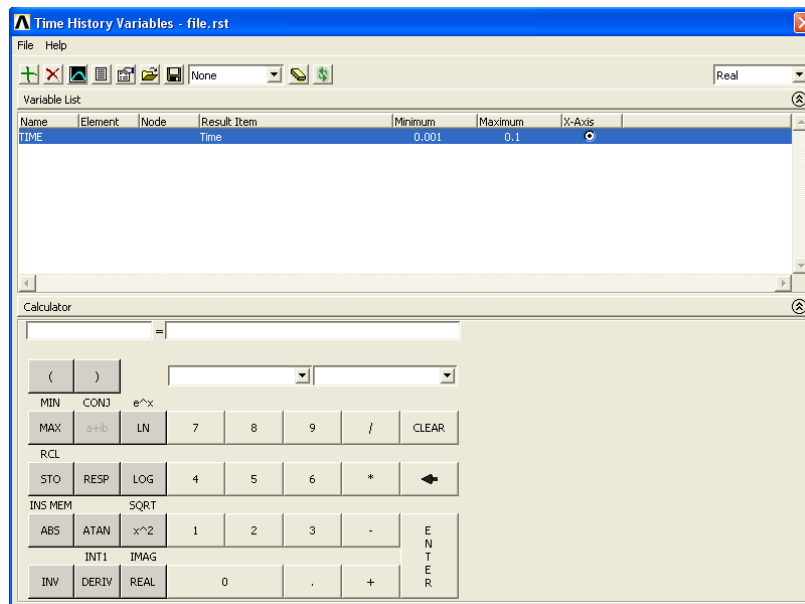 Time History Variables - file.rst
File Help
None Real
Variable List
Name Element Node Result Item Minimum Maximum X-Axis
TIME Time 0.001 0.1
Calculator
=
( )
MIN CONJ e^x
MAX a+ib LN 7 8 9 / CLEAR
RCL
STO RESP LOG 4 5 6 *
INS MEM SQRT
ABS ATAN x^2 1 2 3 - ENTER
INT1 IMAG
INV DERIV REAL 0 . +